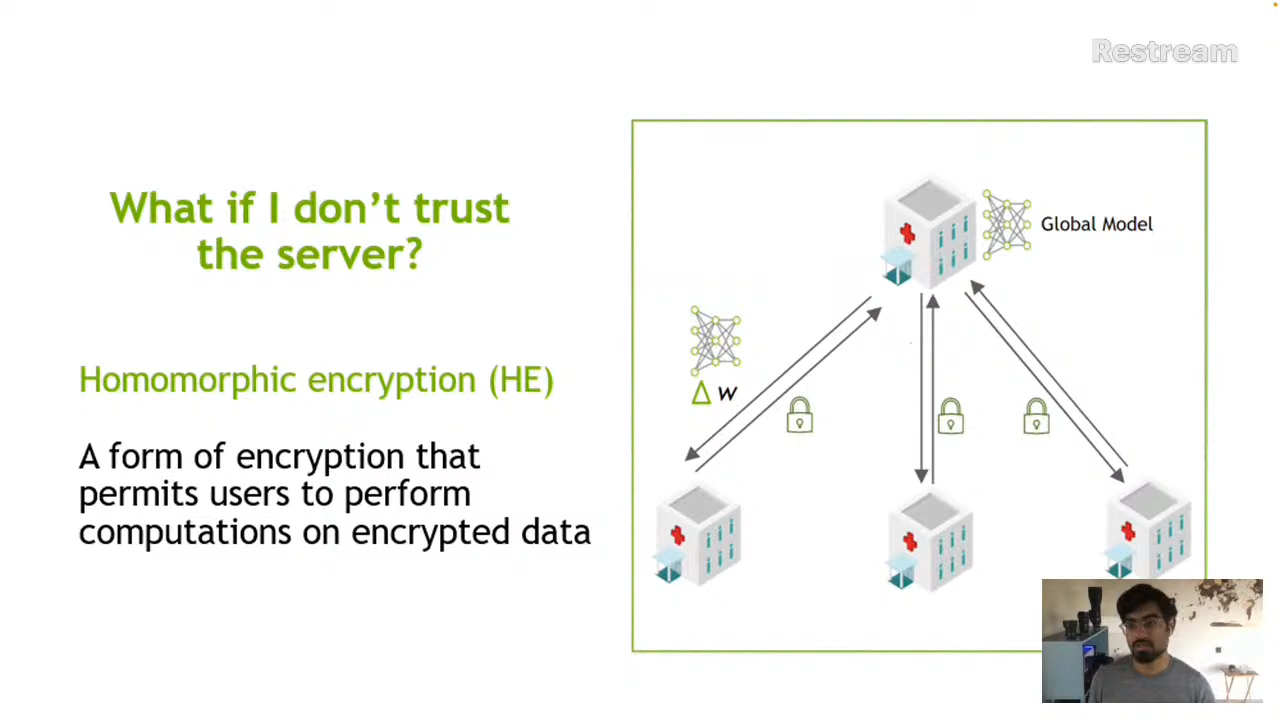 Restream
What if I don't trust
the server?
Global Model
Δ w
Homomorphic encryption (HE)
A form of encryption that
permits users to perform
computations on encrypted data